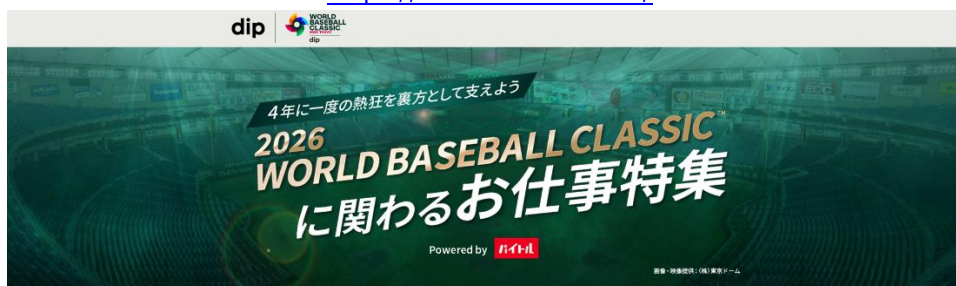 dip
WORLD
BASEBALL
CLASSIC
dip
4年に一度の熱狂を裏方として支えよう
2026
WORLD BASEBALL CLASSIC™
に関わるお仕事特集
Powered by バイトル
画像・映像提供：(株)東京ドーム